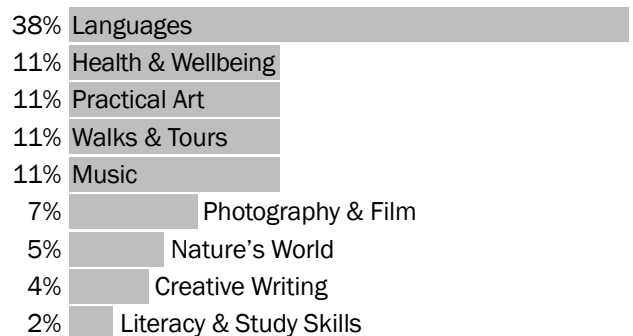 38% Languages
11% Health & Wellbeing
11% Practical Art
11% Walks & Tours
11% Music
7% Photography & Film
5% Nature’s World
4% Creative Writing
2% Literacy & Study Skills